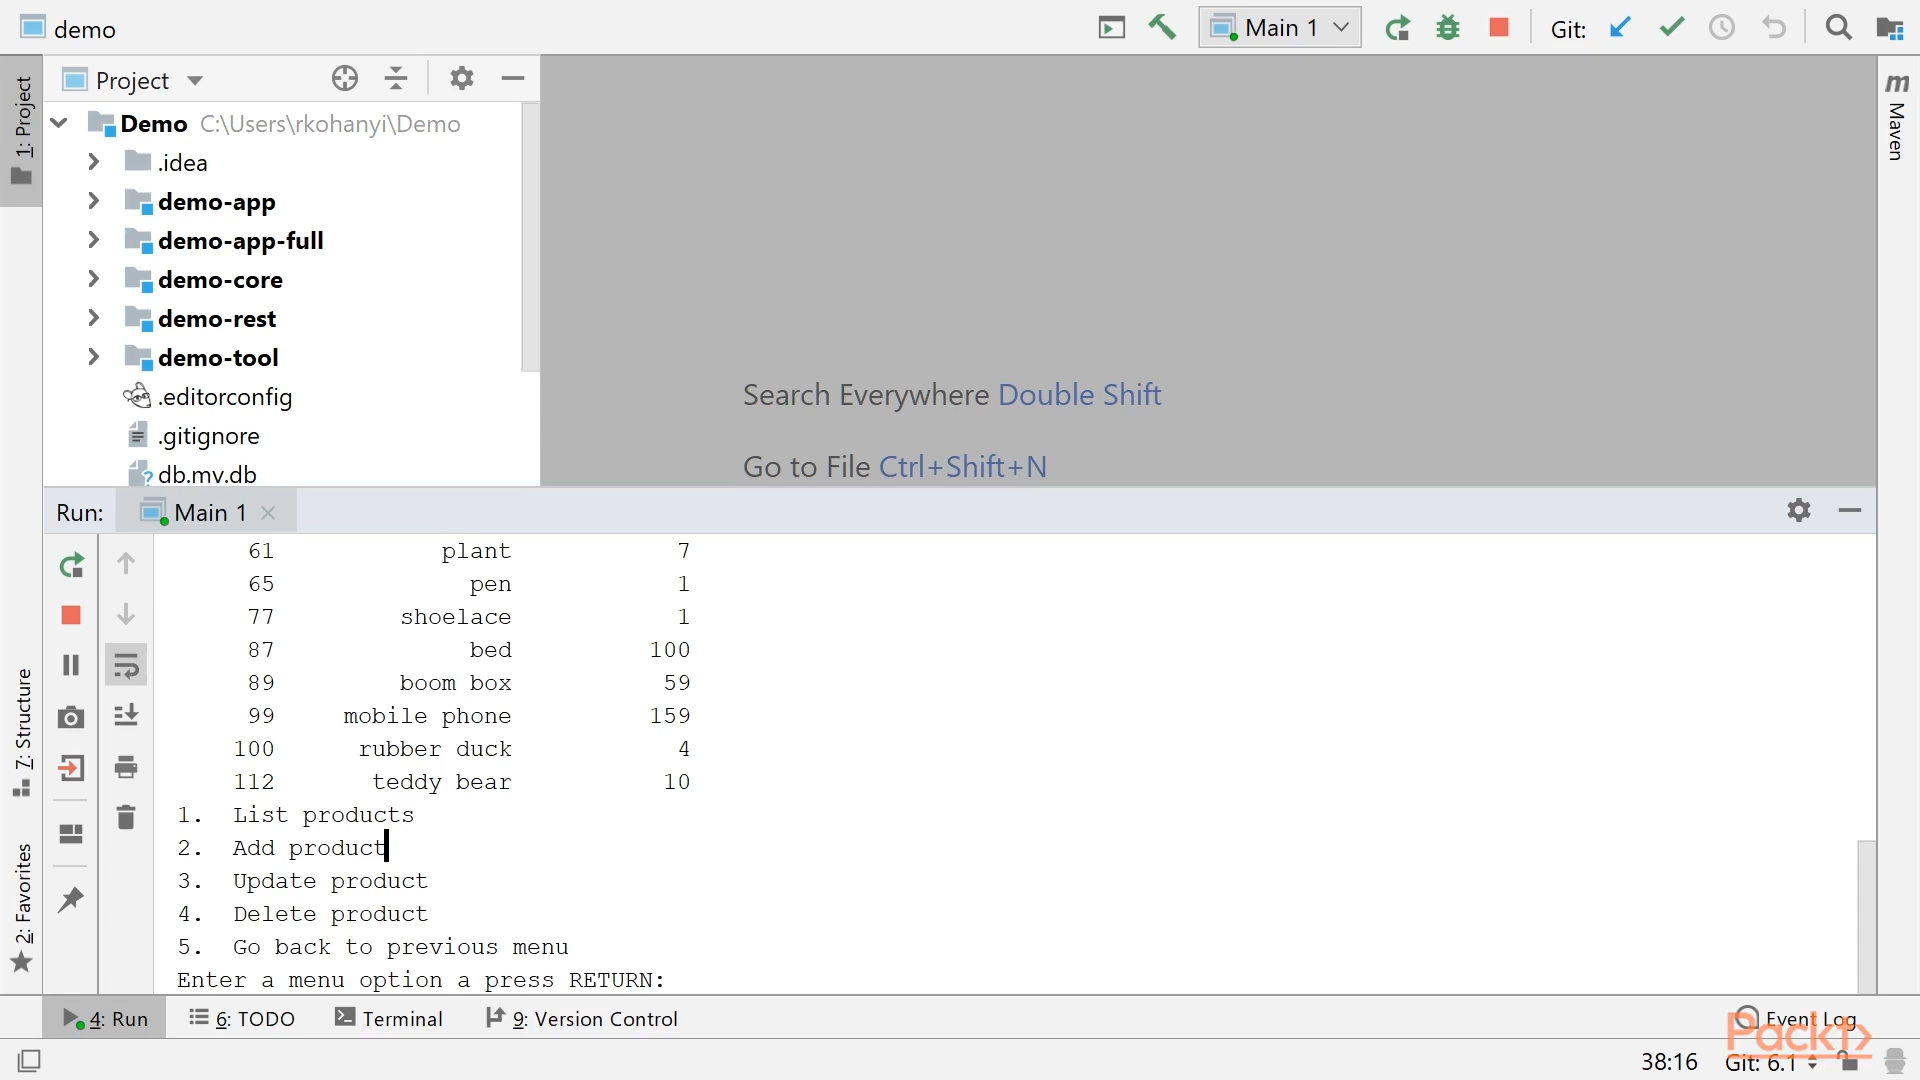 demo
Main 1
Git:
Project
1: Project
m
Maven
Demo C:\Users\rkohanyi\Demo
.idea
demo-app
demo-app-full
demo-core
demo-rest
demo-tool
.editorconfig
.gitignore
db.mv.db
Search Everywhere Double Shift
Go to File Ctrl+Shift+N
Run: Main 1
61 plant 7
65 pen 1
77 shoelace 1
87 bed 100
89 boom box 59
99 mobile phone 159
100 rubber duck 4
112 teddy bear 10
1. List products
2. Add product
3. Update product
4. Delete product
5. Go back to previous menu
Enter a menu option a press RETURN:
7: Structure
2: Favorites
4: Run
6: TODO
Terminal
9: Version Control
Event Log
Packt
38:16
Git: 6.1